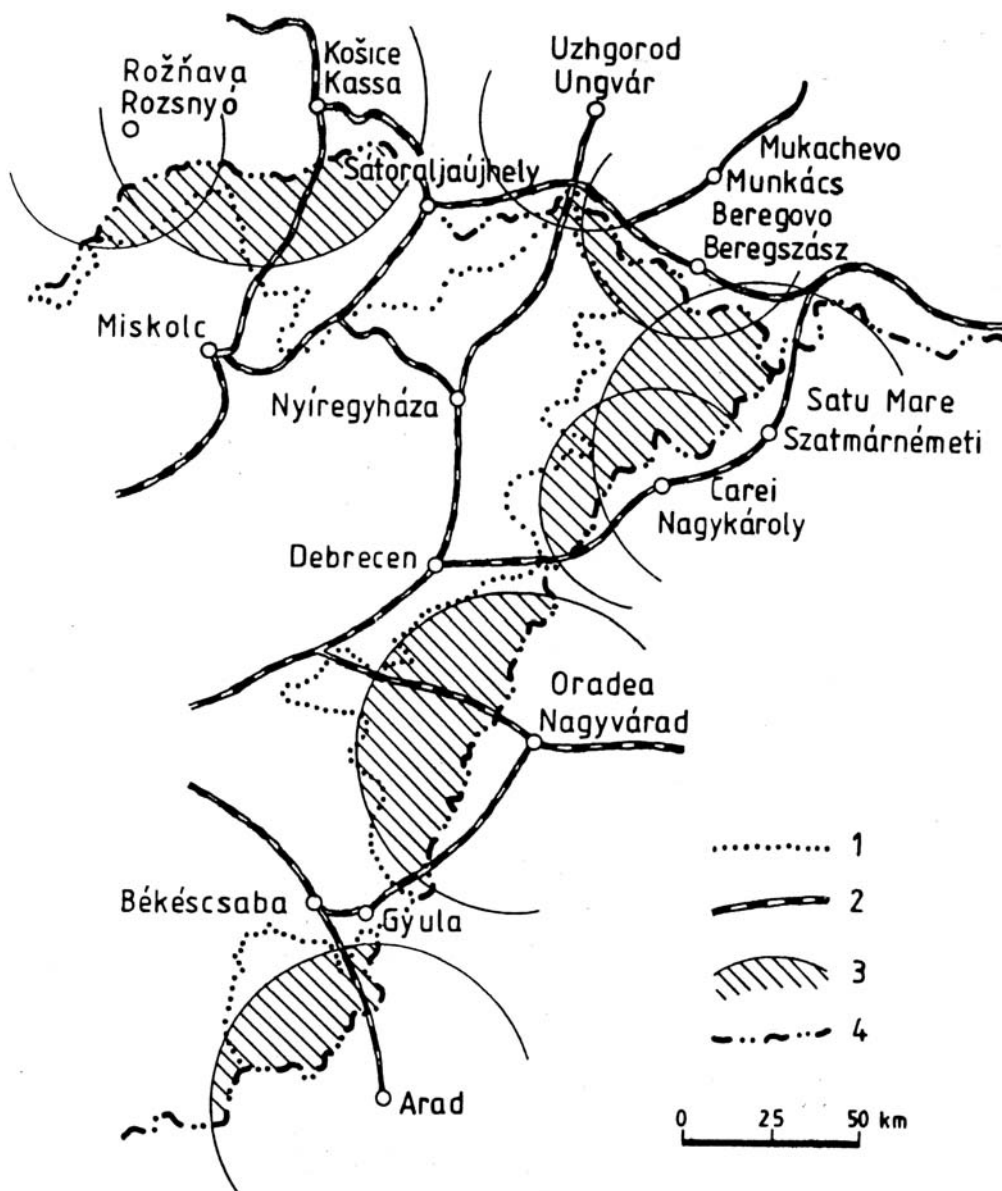 Rožňava
Rozsnyó
Košice
Kassa
Uzhgorod
Ungvár
Mukachevo
Munkács
Beregovo
Beregszász
Sátoraljaújhely
Miskolc
Nyíregyháza
Satu Mare
Szatmárnémeti
Carei
Nagykároly
Debrecen
Oradea
Nagyvárad
Békéscsaba
Gyula
Arad
1
2
3
4
0 25 50 km